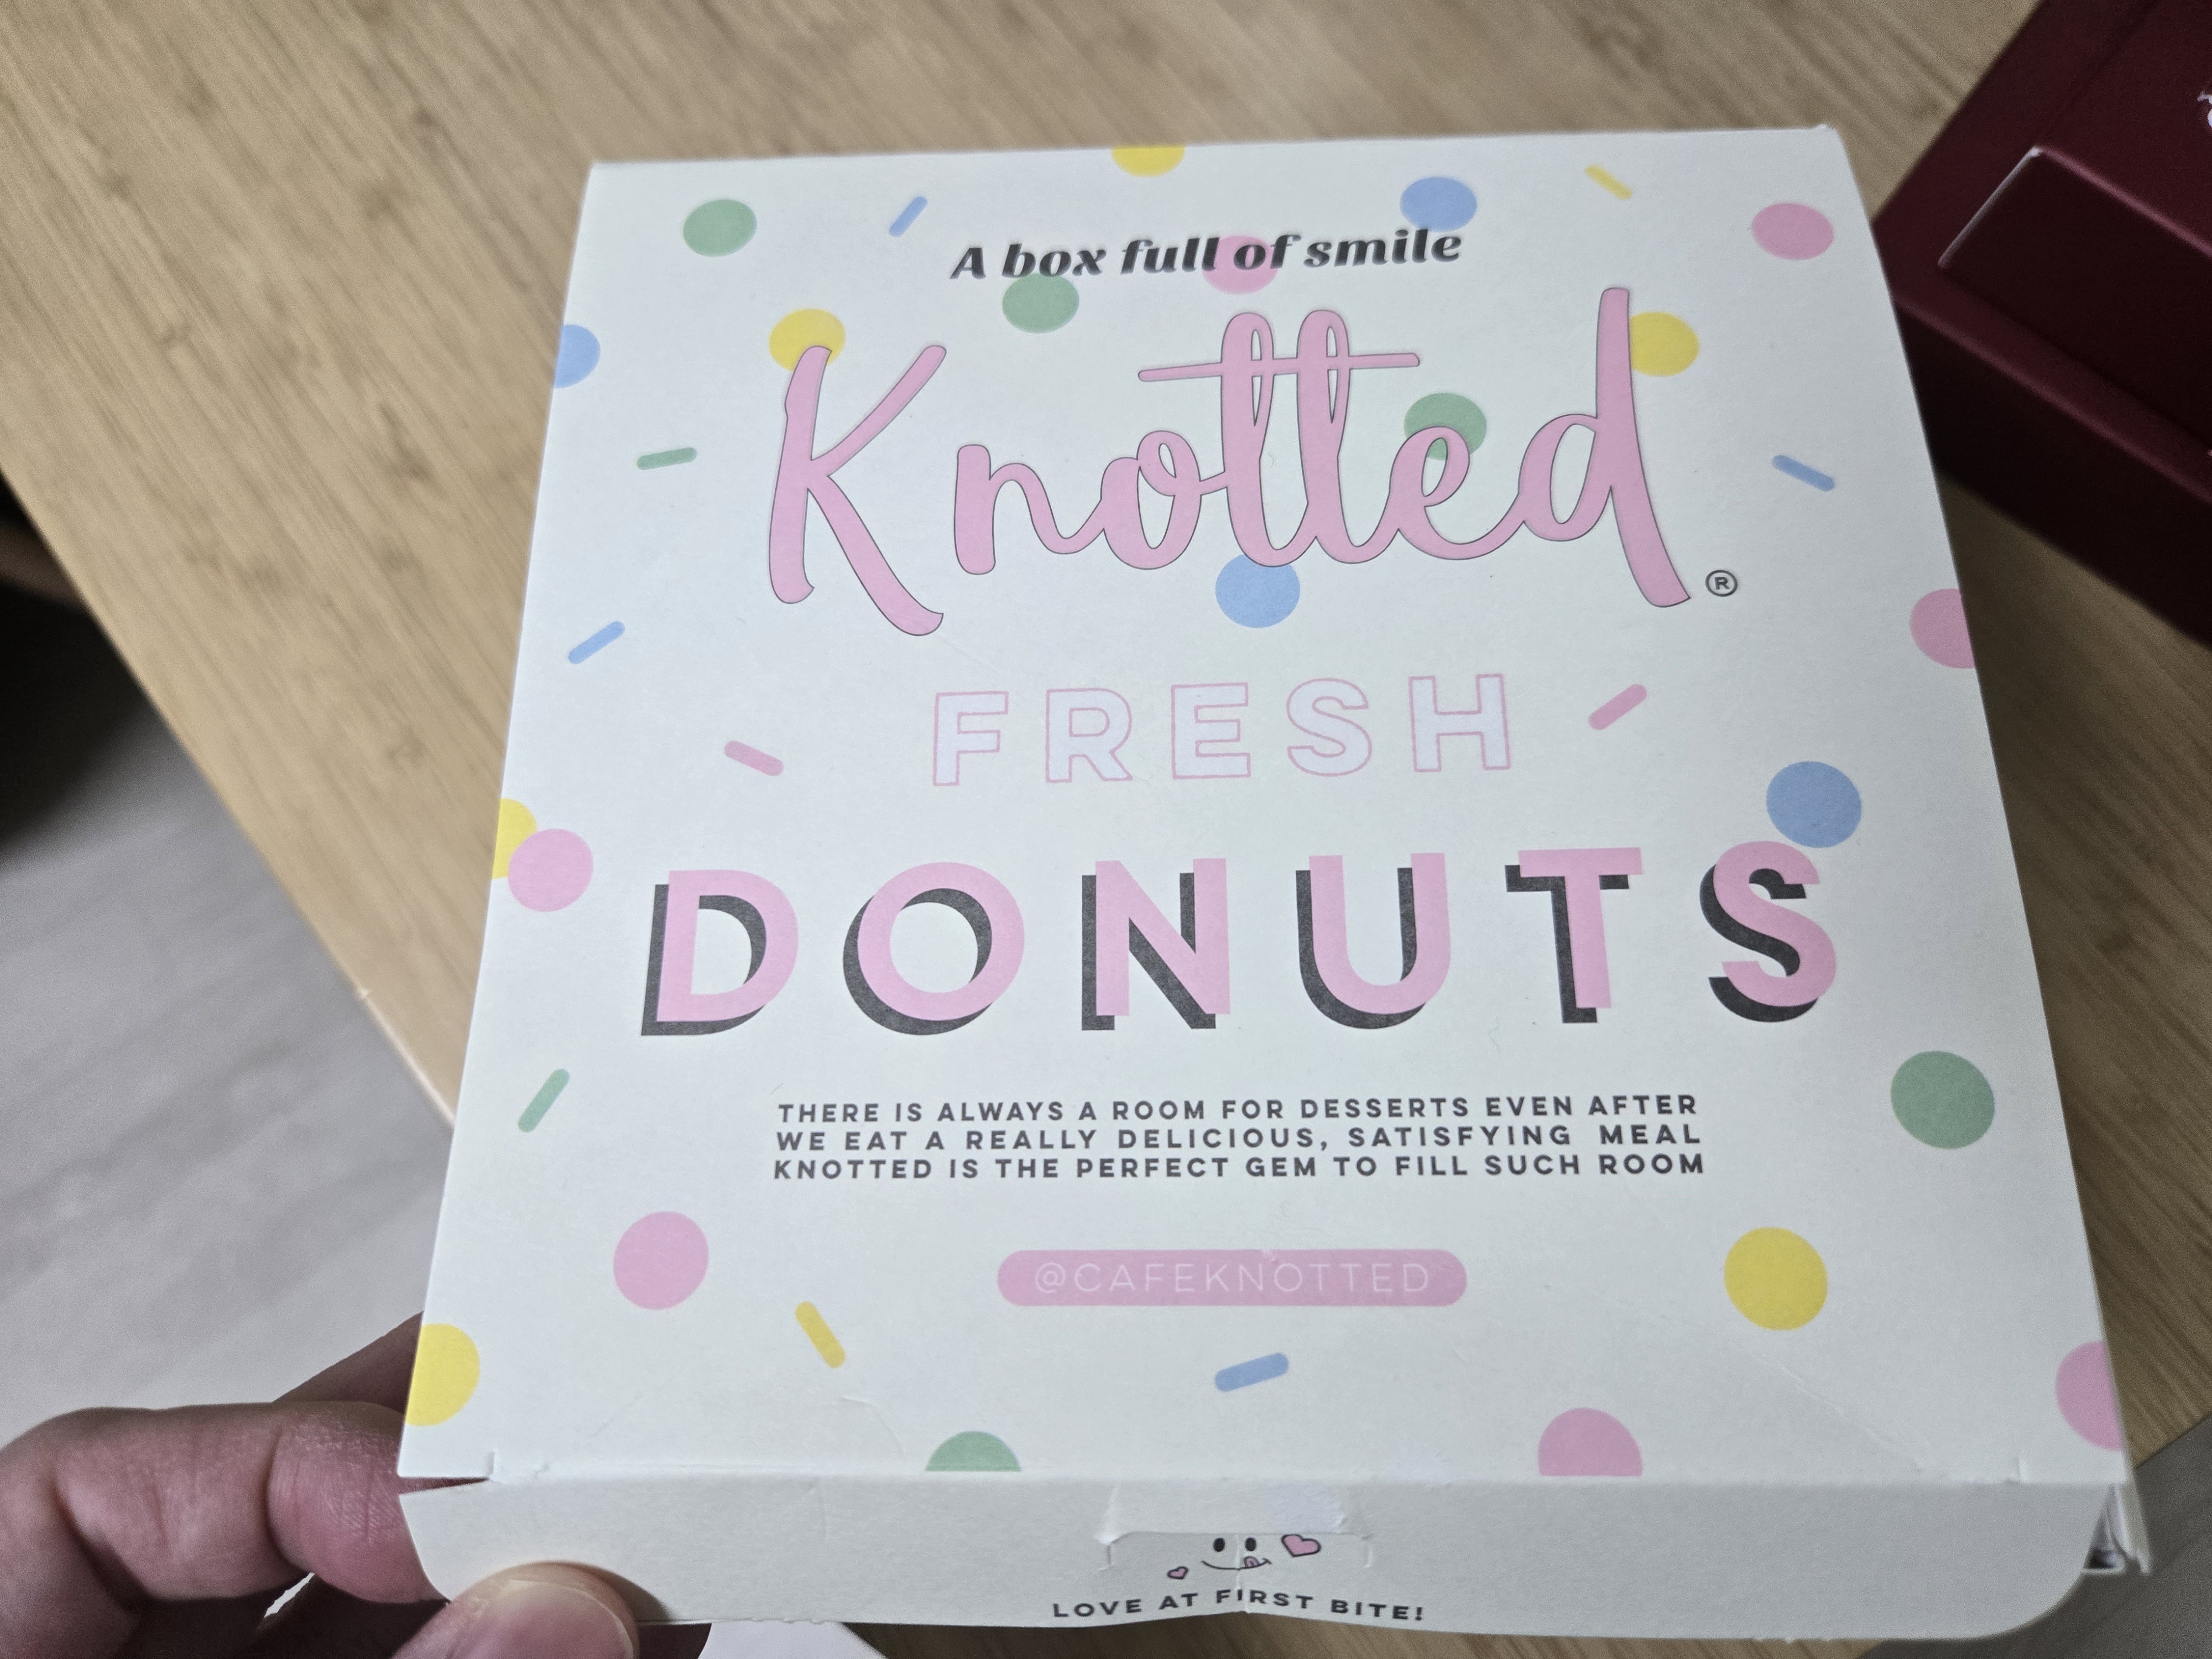 A box full of smile
Knotted®
FRESH
DONUTS
THERE IS ALWAYS A ROOM FOR DESSERTS EVEN AFTER
WE EAT A REALLY DELICIOUS, SATISFYING MEAL
KNOTTED IS THE PERFECT GEM TO FILL SUCH ROOM
@CAFEKNOTTED
LOVE AT FIRST BITE!